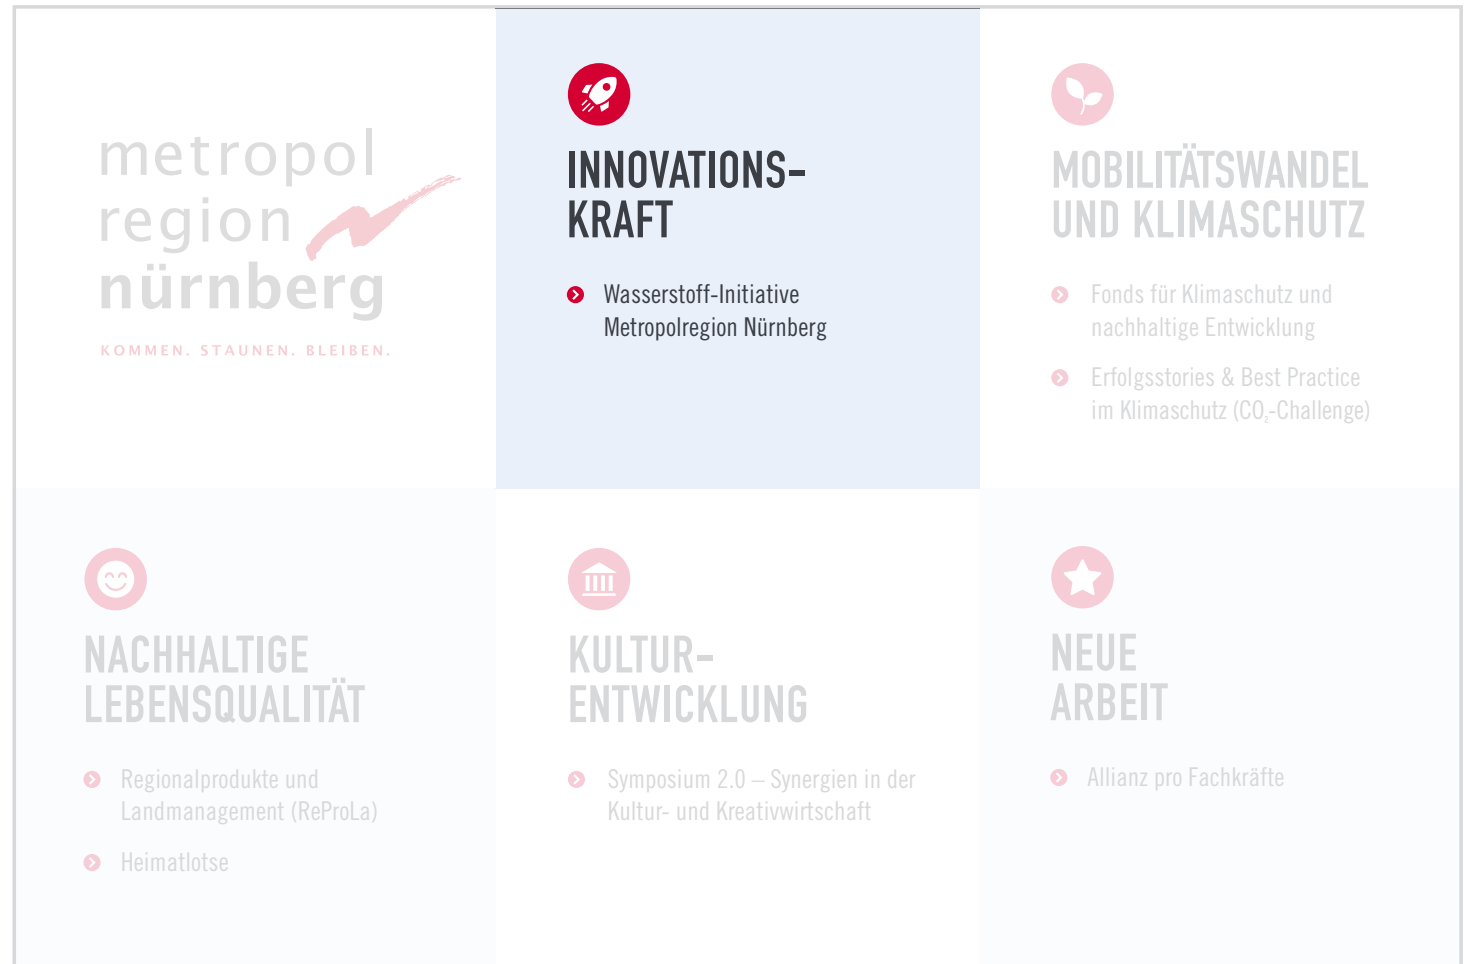 metropol
region
nürnberg
KOMMEN. STAUNEN. BLEIBEN.
INNOVATIONS-
KRAFT
Wasserstoff-Initiative
Metropolregion Nürnberg
MOBILITÄTSWANDEL
UND KLIMASCHUTZ
Fonds für Klimaschutz und
nachhaltige Entwicklung
Erfolgsstories & Best Practice
im Klimaschutz (CO₂-Challenge)
NACHHALTIGE
LEBENSQUALITÄT
Regionalprodukte und
Landmanagement (ReProLa)
Heimatlotse
KULTUR-
ENTWICKLUNG
Symposium 2.0 – Synergien in der
Kultur- und Kreativwirtschaft
NEUE
ARBEIT
Allianz pro Fachkräfte